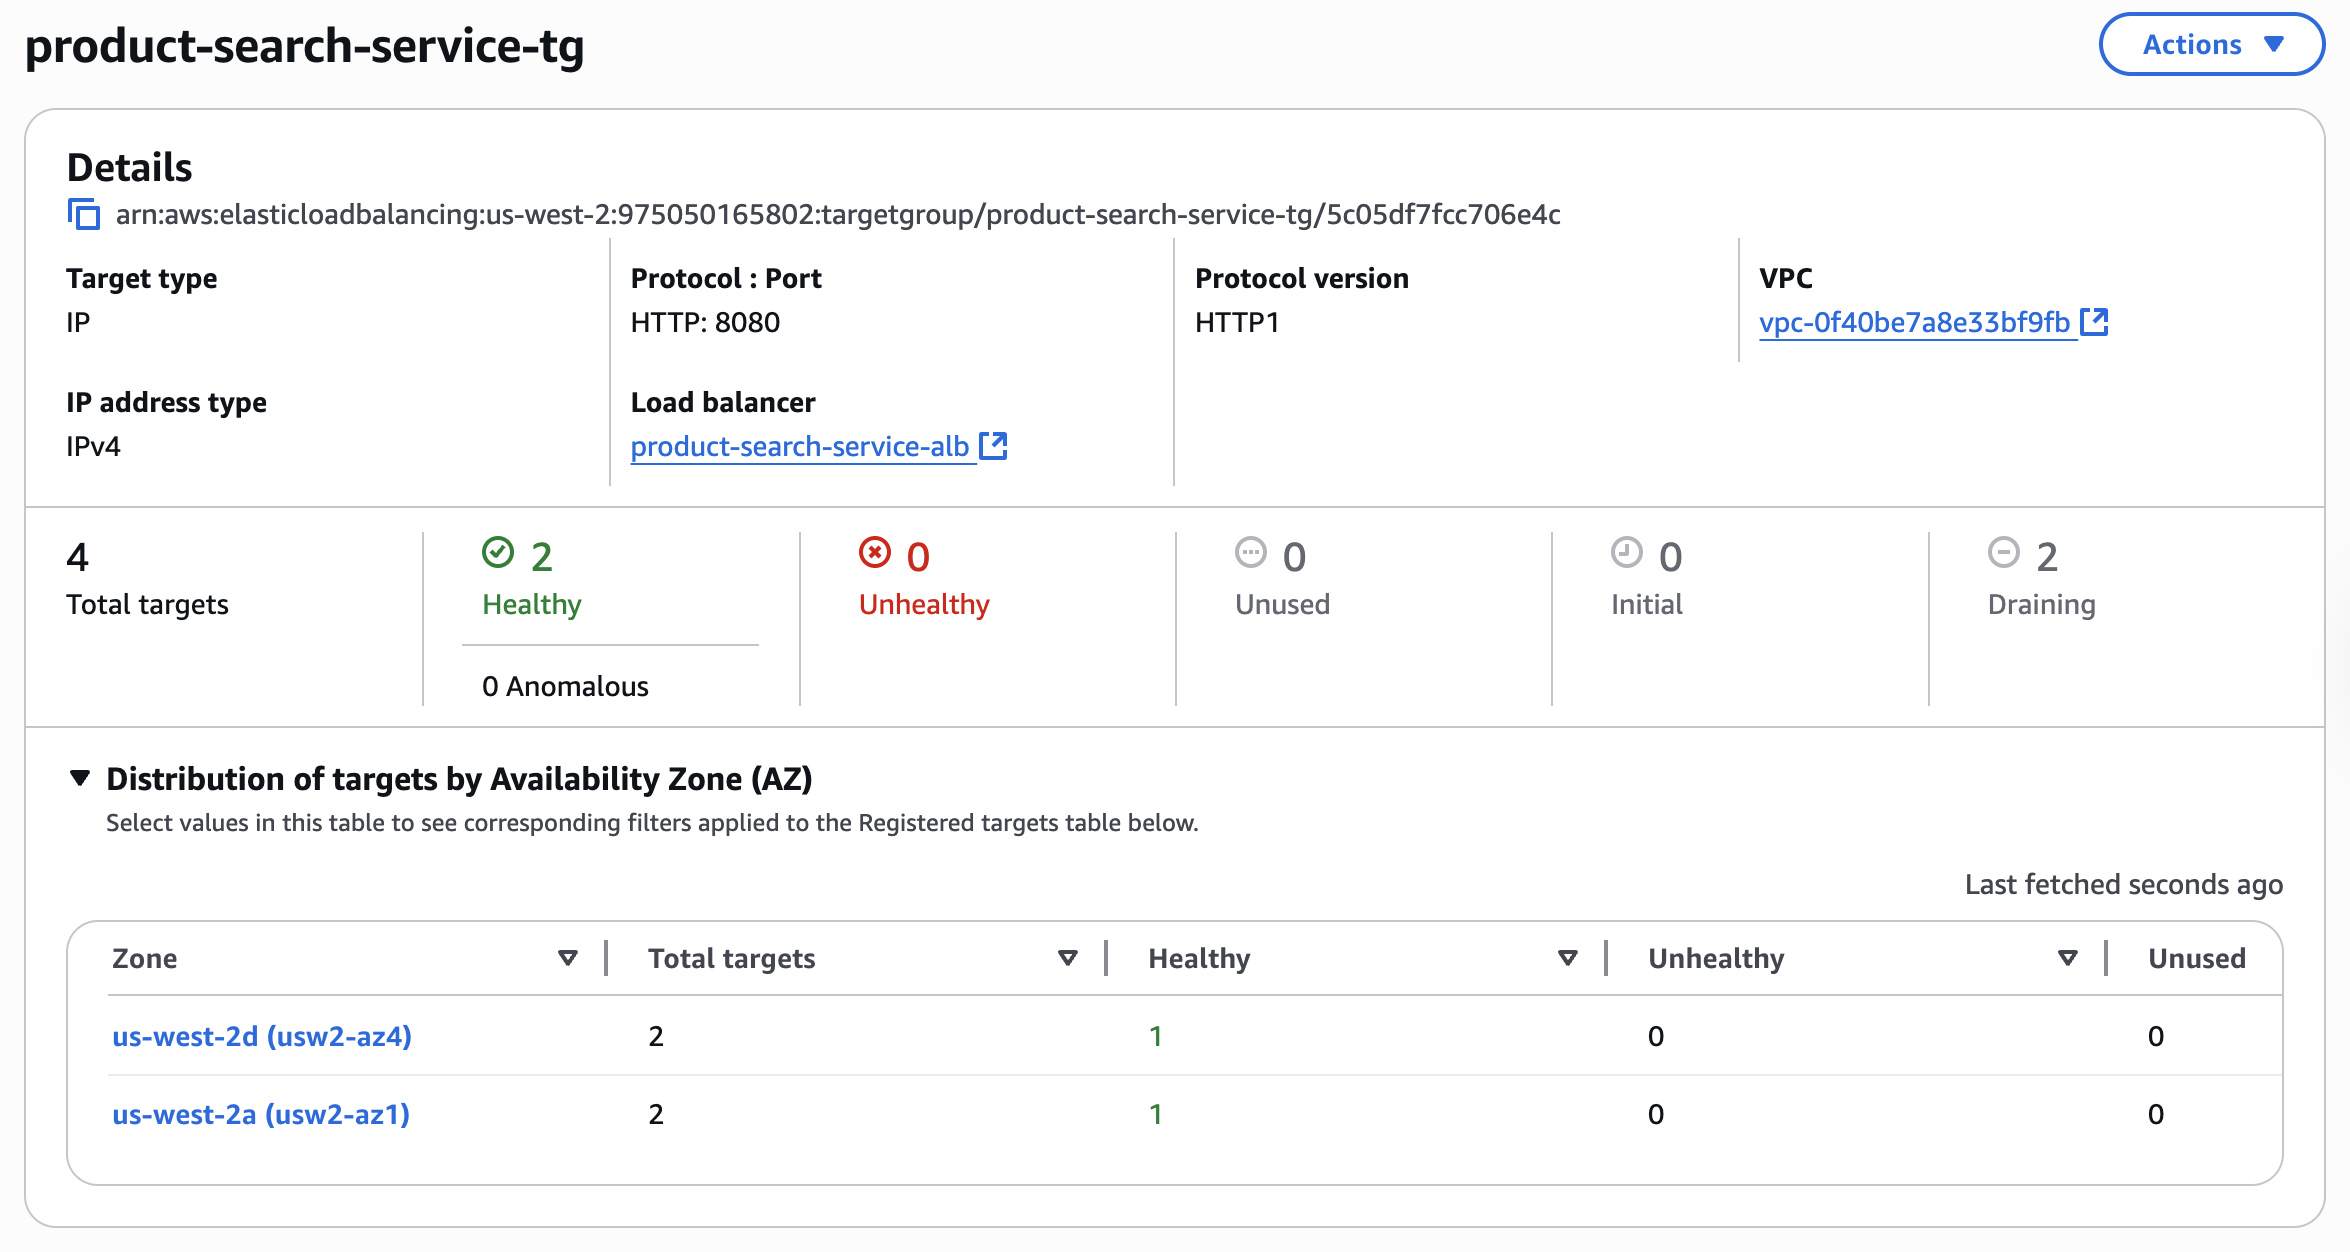 product-search-service-tg
Actions
Details
arn:aws:elasticloadbalancing:us-west-2:975050165802:targetgroup/product-search-service-tg/5c05df7fcc706e4c
Target type
IP
Protocol : Port
HTTP: 8080
Protocol version
HTTP1
VPC
vpc-0f40be7a8e33bf9fb
IP address type
IPv4
Load balancer
product-search-service-alb
4
Total targets
2
Healthy
0 Anomalous
0
Unhealthy
0
Unused
0
Initial
2
Draining
Distribution of targets by Availability Zone (AZ)
Select values in this table to see corresponding filters applied to the Registered targets table below.
Last fetched seconds ago
Zone Total targets Healthy Unhealthy Unused
us-west-2d (usw2-az4) 2 1 0 0
us-west-2a (usw2-az1) 2 1 0 0